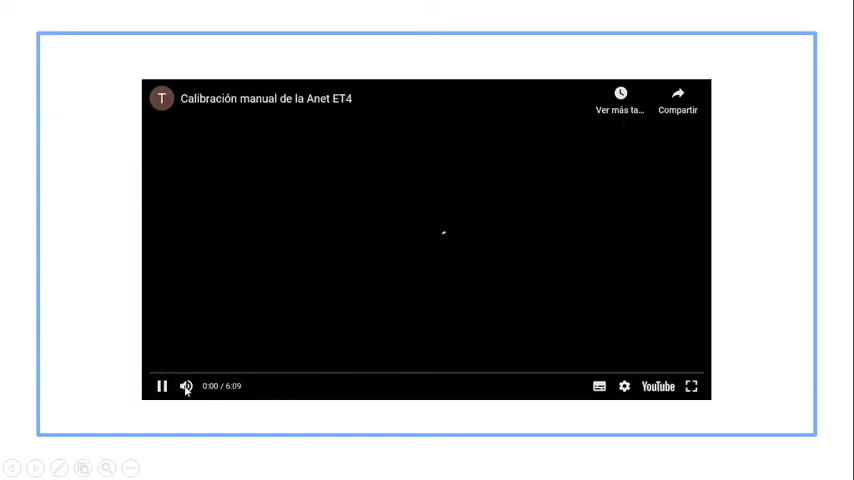 T
Calibración manual de la Anet ET4
Ver más ta...
Compartir
0:00 / 6:09
YouTube